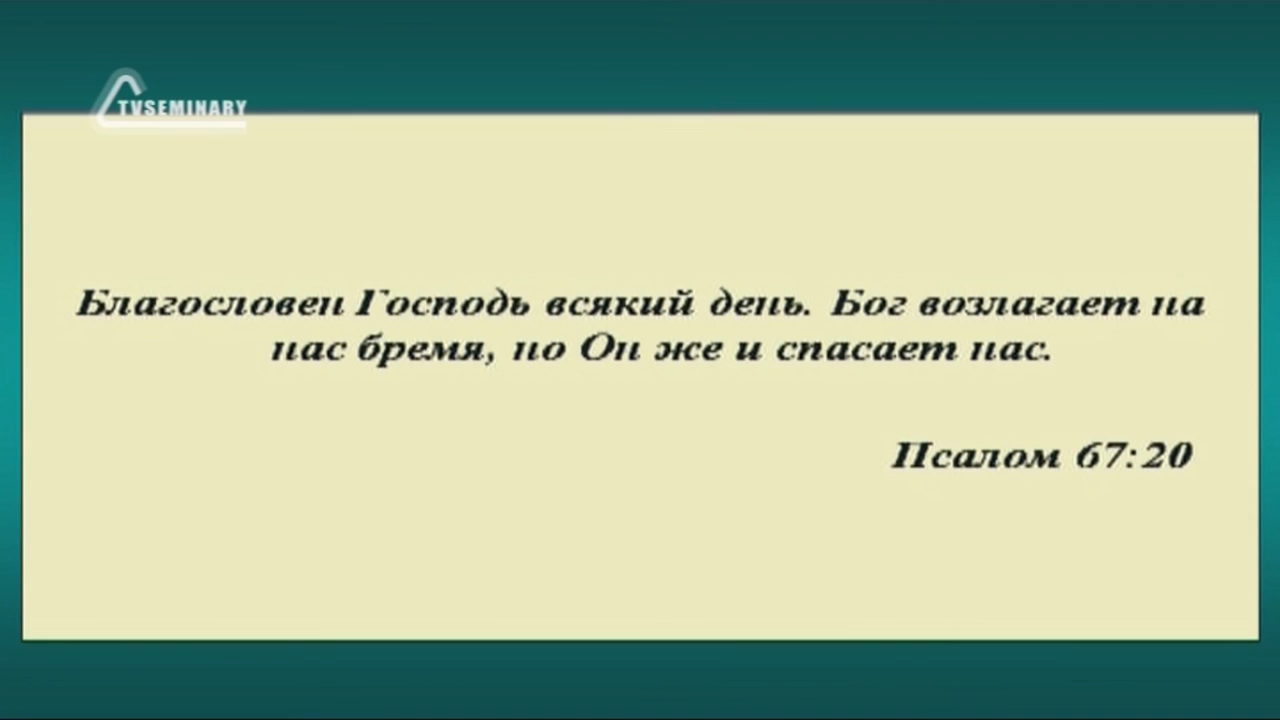 TVSEMINARY
Благословен Господь всякий день. Бог возлагает на
нас бремя, но Он же и спасает нас.
Псалом 67:20